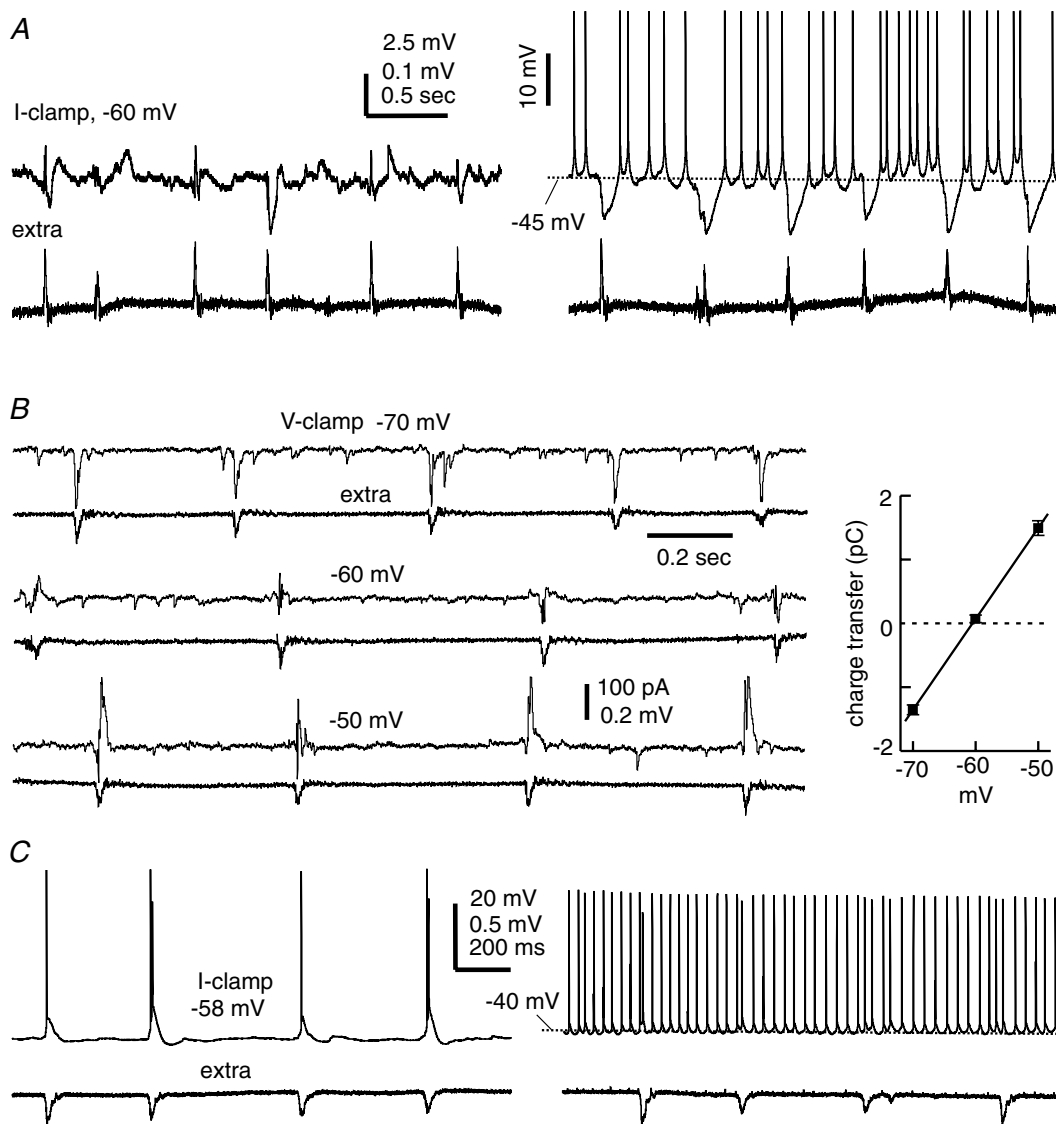 A
2.5 mV
0.1 mV
0.5 sec
I-clamp, -60 mV
extra
10 mV
-45 mV
B
V-clamp -70 mV
extra
0.2 sec
-60 mV
100 pA
0.2 mV
-50 mV
charge transfer (pC)
2
0
-2
-70
-60
-50
mV
C
20 mV
0.5 mV
200 ms
I-clamp
-58 mV
extra
-40 mV